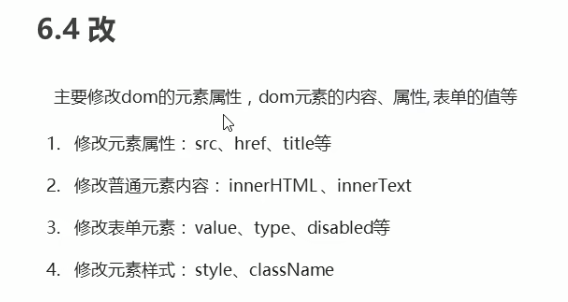 6.4 改
主要修改dom的元素属性，dom元素的内容、属性, 表单的值等
1. 修改元素属性：src、href、title等
2. 修改普通元素内容：innerHTML、innerText
3. 修改表单元素：value、type、disabled等
4. 修改元素样式：style、className